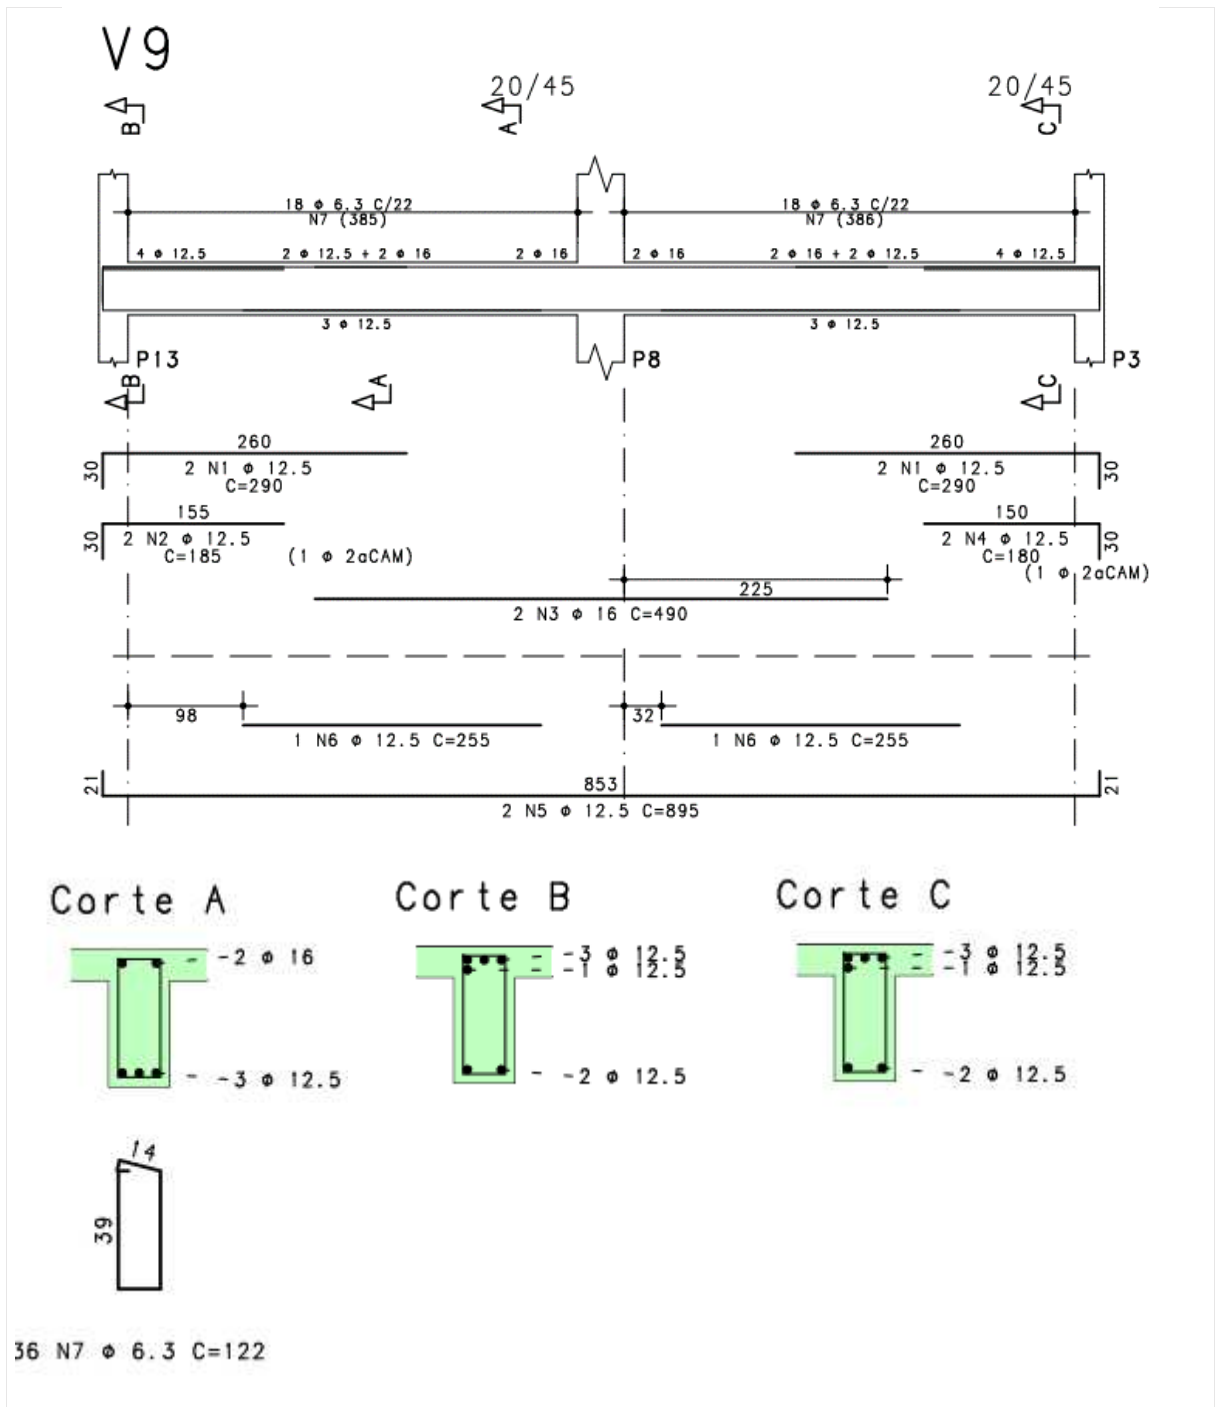 V9
20/45 20/45
B A C
18 φ 6.3 C/22 18 φ 6.3 C/22
N7 (385) N7 (386)
4 φ 12.5 2 φ 12.5 + 2 φ 16 2 φ 16 2 φ 16 2 φ 16 + 2 φ 12.5 4 φ 12.5
3 φ 12.5 3 φ 12.5
P13 P8 P3
B A C
260 260
30 2 N1 φ 12.5 2 N1 φ 12.5 30
C=290 C=290
155 150
30 2 N2 φ 12.5 2 N4 φ 12.5 30
C=185 (1 φ 2aCAM) C=180
(1 φ 2aCAM)
225
2 N3 φ 16 C=490
98 32
1 N6 φ 12.5 C=255 1 N6 φ 12.5 C=255
21 853 21
2 N5 φ 12.5 C=895
Corte A Corte B Corte C
-2 φ 16 -3 φ 12.5 -3 φ 12.5
-1 φ 12.5 -1 φ 12.5
-3 φ 12.5 -2 φ 12.5 -2 φ 12.5
14
39
36 N7 φ 6.3 C=122